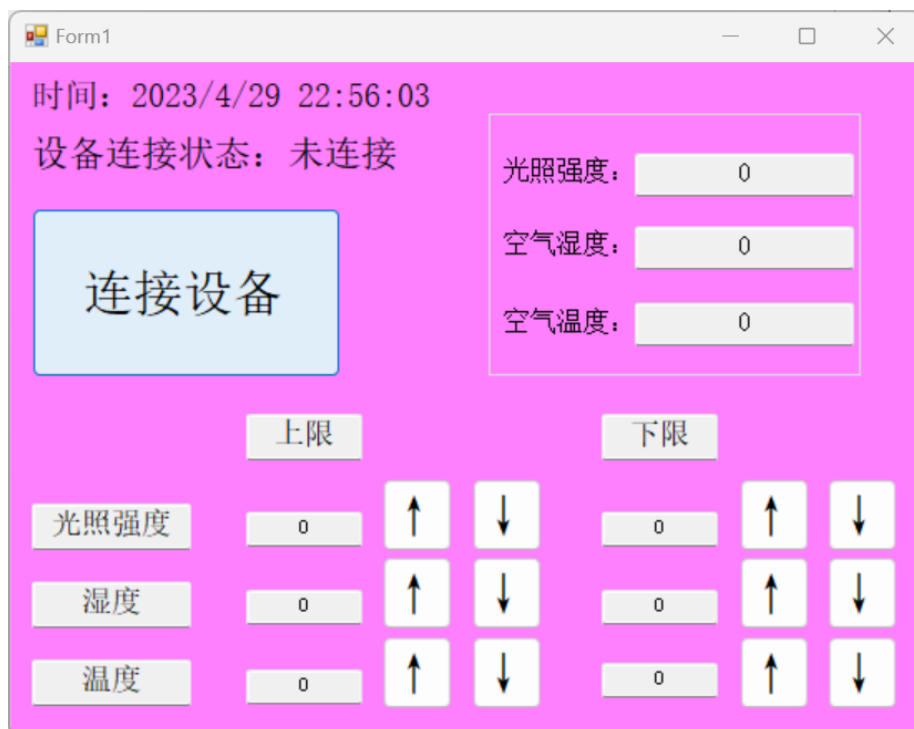 Form1
时间：2023/4/29 22:56:03
设备连接状态：未连接
光照强度： 0
空气湿度： 0
空气温度： 0
连接设备
上限 下限
光照强度 0 ↑ ↓ 0 ↑ ↓
湿度 0 ↑ ↓ 0 ↑ ↓
温度 0 ↑ ↓ 0 ↑ ↓